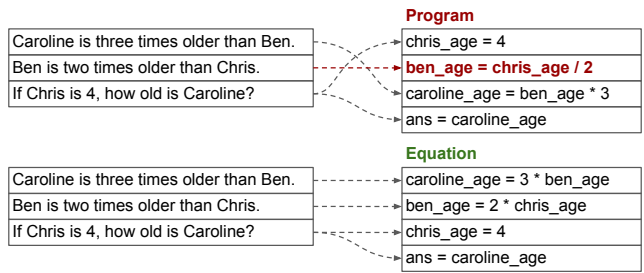 Program
Caroline is three times older than Ben.
Ben is two times older than Chris.
If Chris is 4, how old is Caroline?
chris_age = 4
ben_age = chris_age / 2
caroline_age = ben_age * 3
ans = caroline_age
Equation
Caroline is three times older than Ben.
Ben is two times older than Chris.
If Chris is 4, how old is Caroline?
caroline_age = 3 * ben_age
ben_age = 2 * chris_age
chris_age = 4
ans = caroline_age